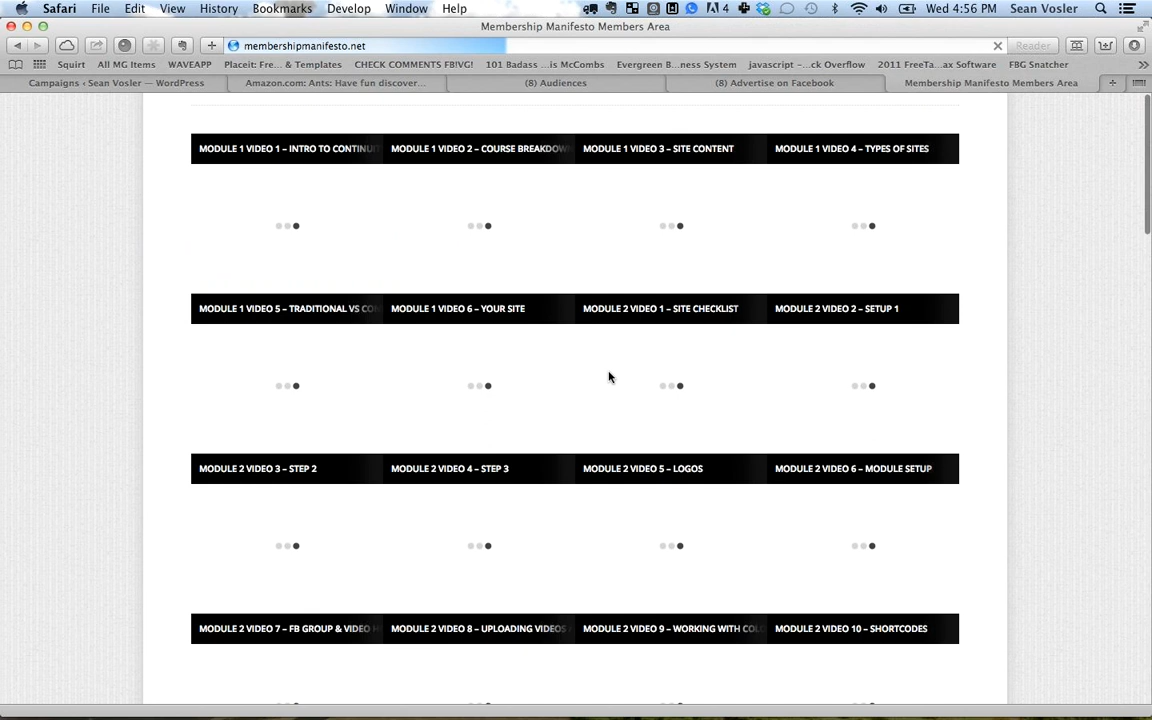 Safari File Edit View History Bookmarks Develop Window Help 4 Wed 4:56 PM Sean Vosler
Membership Manifesto Members Area
membershipmanifesto.net Reader
Squirt All MG Items WAVEAPP Placeit: Fre... & Templates CHECK COMMENTS FB!VG! 101 Badass ...is McCombs Evergreen B...ness System javascript -...ck Overflow 2011 FreeTa...ax Software FBG Snatcher
Campaigns ‹ Sean Vosler — WordPress Amazon.com: Ants: Have fun discover... (8) Audiences (8) Advertise on Facebook Membership Manifesto Members Area
MODULE 1 VIDEO 1 – INTRO TO CONTINUI MODULE 1 VIDEO 2 – COURSE BREAKDOWN MODULE 1 VIDEO 3 – SITE CONTENT MODULE 1 VIDEO 4 – TYPES OF SITES
MODULE 1 VIDEO 5 – TRADITIONAL VS CON MODULE 1 VIDEO 6 – YOUR SITE MODULE 2 VIDEO 1 – SITE CHECKLIST MODULE 2 VIDEO 2 – SETUP 1
MODULE 2 VIDEO 3 – STEP 2 MODULE 2 VIDEO 4 – STEP 3 MODULE 2 VIDEO 5 – LOGOS MODULE 2 VIDEO 6 – MODULE SETUP
MODULE 2 VIDEO 7 – FB GROUP & VIDEO H MODULE 2 VIDEO 8 – UPLOADING VIDEOS MODULE 2 VIDEO 9 – WORKING WITH COLO MODULE 2 VIDEO 10 – SHORTCODES